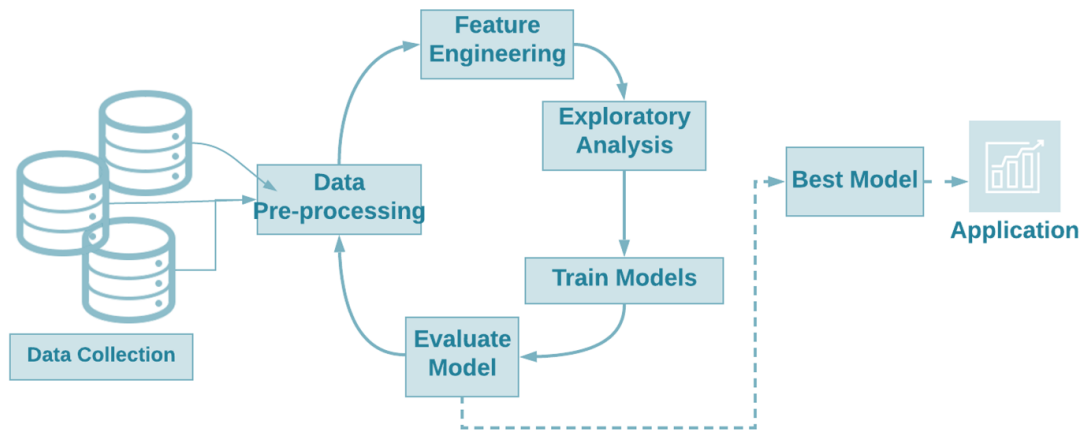 Feature
Engineering
Exploratory
Analysis
Data
Pre-processing
Best Model
Application
Train Models
Evaluate
Model
Data Collection